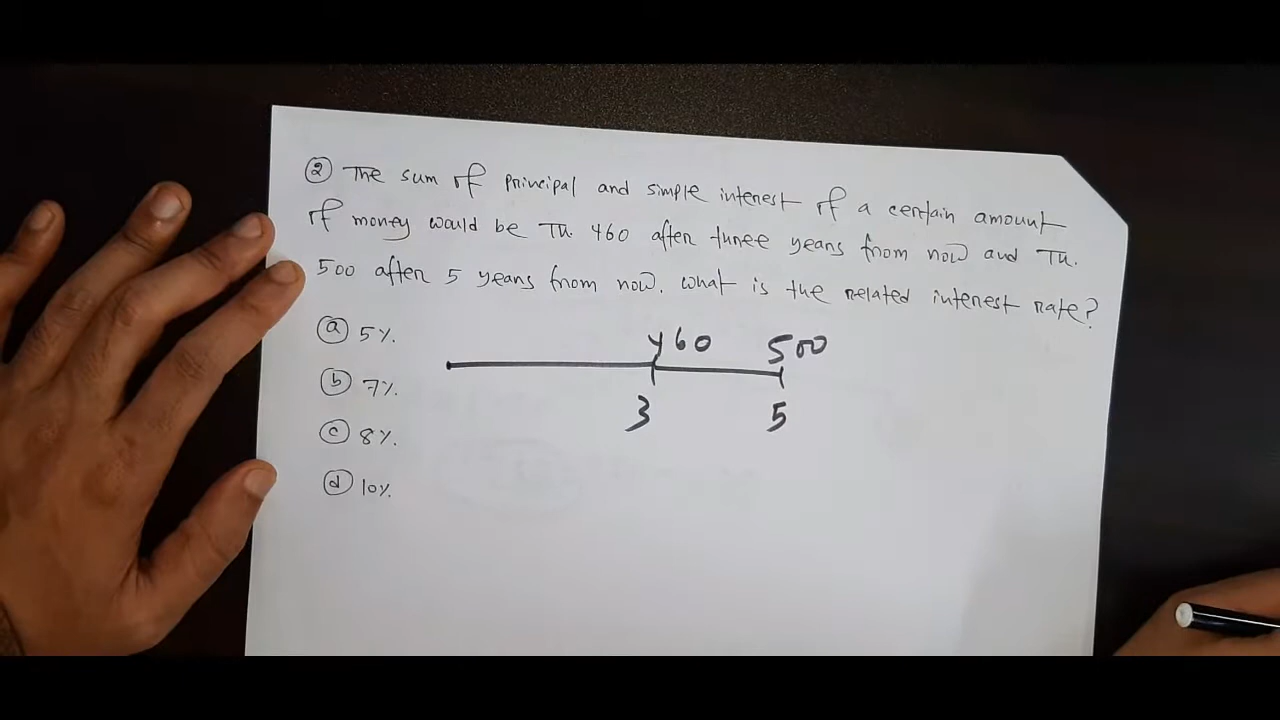 ② The sum of principal and simple interest of a certain amount
of money would be Tk. 460 after three years from now and Tk.
500 after 5 years from now. What is the related interest rate?
ⓐ 5%.
460 500
ⓑ 7%.
3 5
ⓒ 8%.
ⓓ 10%.